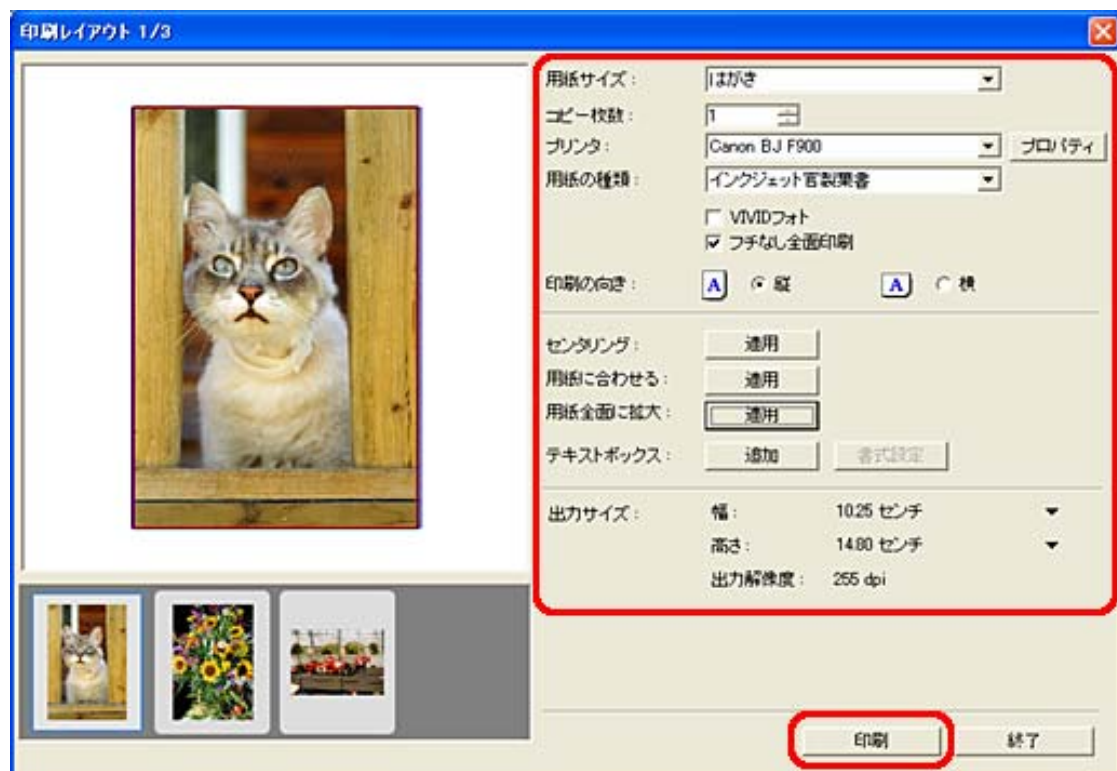 印刷レイアウト 1/3
用紙サイズ： はがき
コピー枚数： 1
プリンタ： Canon BJ F900 プロパティ
用紙の種類： インクジェット官製葉書
VIVIDフォト
フチなし全面印刷
印刷の向き： A 縦 A 横
センタリング： 適用
用紙に合わせる： 適用
用紙全面に拡大： 適用
テキストボックス： 追加 書式設定
出力サイズ： 幅： 10.25 センチ
高さ： 14.80 センチ
出力解像度： 255 dpi
印刷 終了